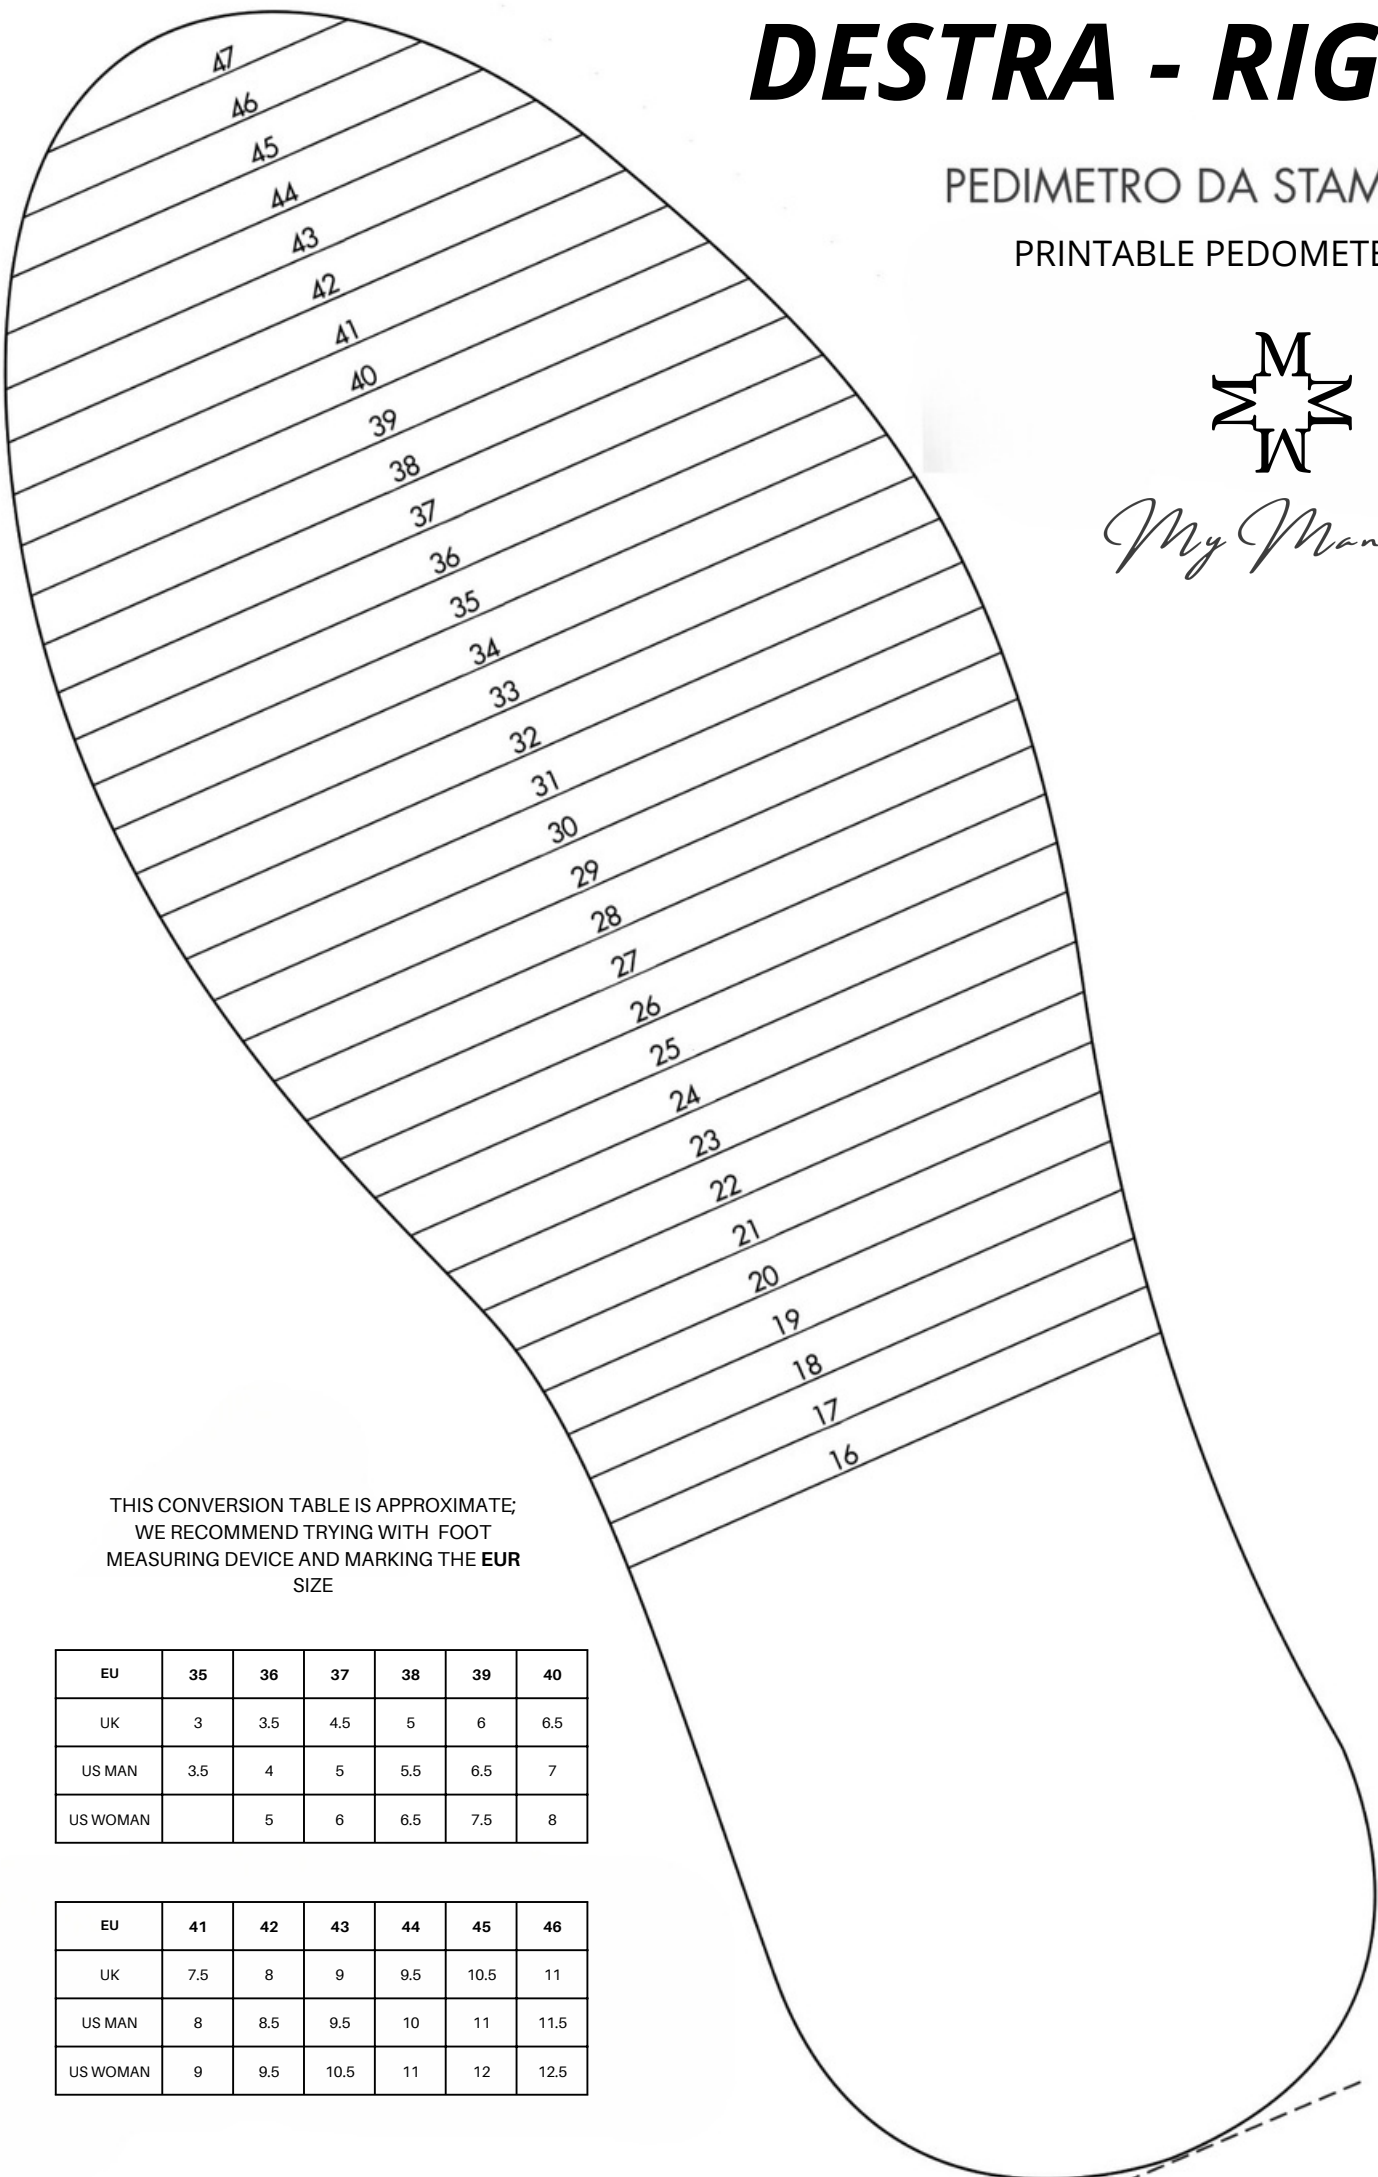 DESTRA - RIG
PEDIMETRO DA STAM
PRINTABLE PEDOMETE
M
M M
M
My Man
47
46
45
44
43
42
41
40
39
38
37
36
35
34
33
32
31
30
29
28
27
26
25
24
23
22
21
20
19
18
17
16
THIS CONVERSION TABLE IS APPROXIMATE;
WE RECOMMEND TRYING WITH FOOT
MEASURING DEVICE AND MARKING THE EUR
SIZE
EU 35 36 37 38 39 40
UK 3 3.5 4.5 5 6 6.5
US MAN 3.5 4 5 5.5 6.5 7
US WOMAN 5 6 6.5 7.5 8
EU 41 42 43 44 45 46
UK 7.5 8 9 9.5 10.5 11
US MAN 8 8.5 9.5 10 11 11.5
US WOMAN 9 9.5 10.5 11 12 12.5